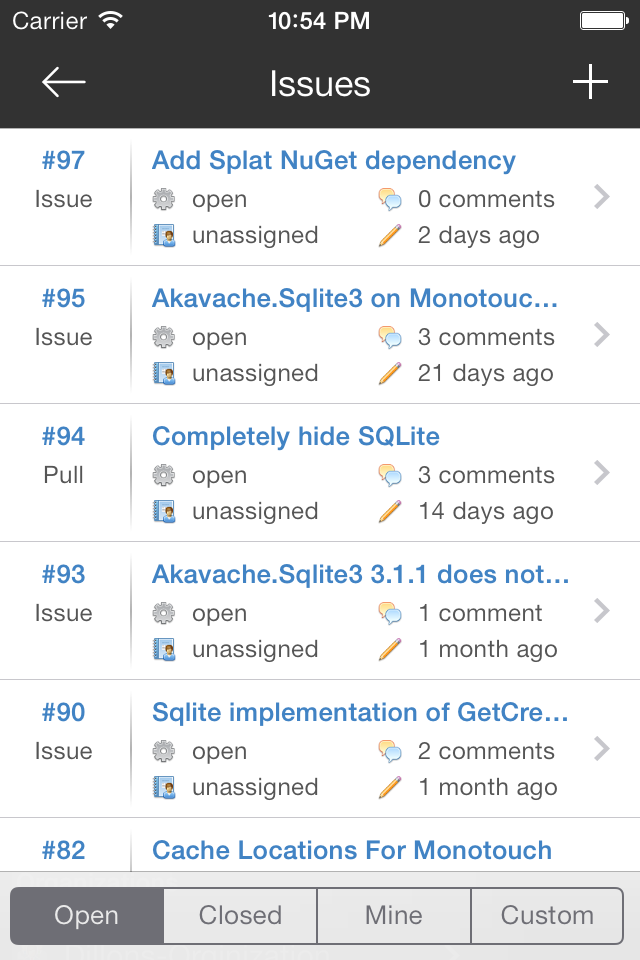 Carrier 10:54 PM
Issues
#97 Add Splat NuGet dependency
Issue open 0 comments
unassigned 2 days ago
#95 Akavache.Sqlite3 on Monotouc...
Issue open 3 comments
unassigned 21 days ago
#94 Completely hide SQLite
Pull open 3 comments
unassigned 14 days ago
#93 Akavache.Sqlite3 3.1.1 does not...
Issue open 1 comment
unassigned 1 month ago
#90 Sqlite implementation of GetCre...
Issue open 2 comments
unassigned 1 month ago
#82 Cache Locations For Monotouch
Open Closed Mine Custom